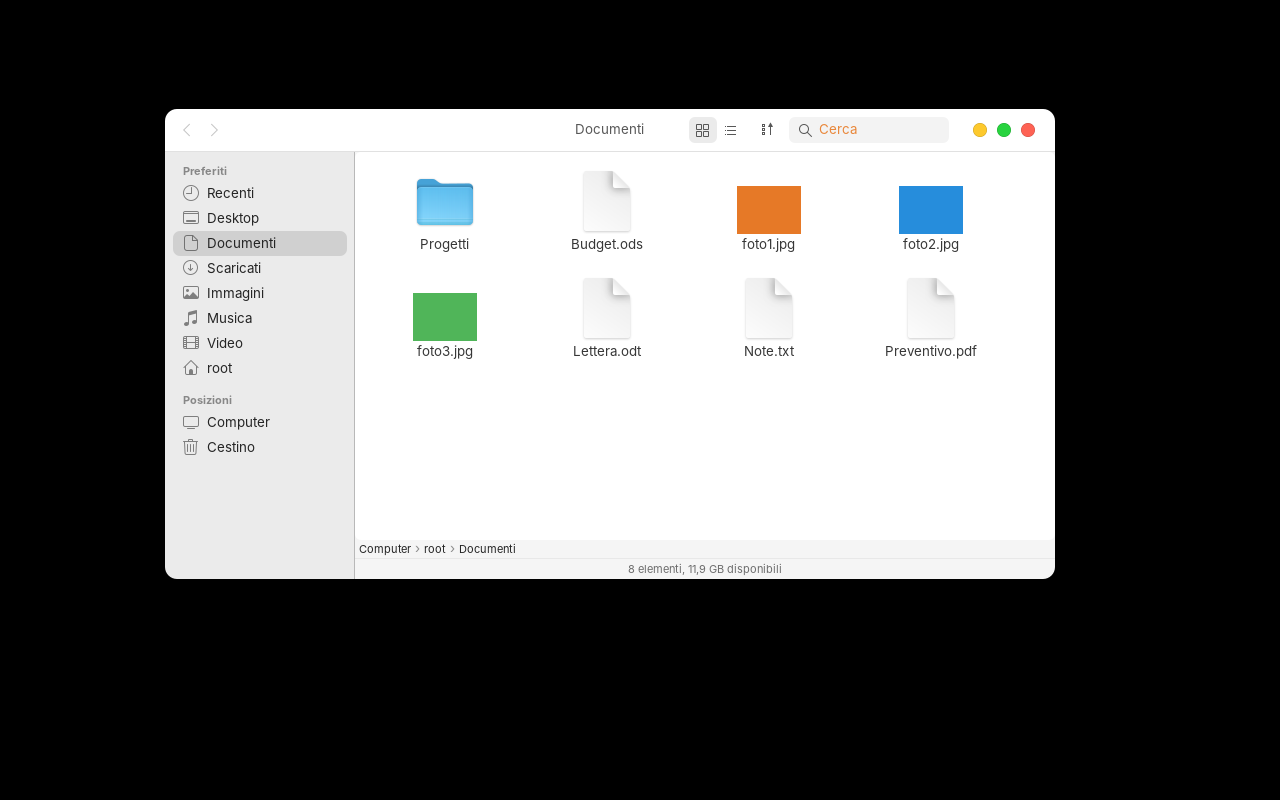 Documenti
Cerca
Preferiti
Recenti
Desktop
Documenti
Scaricati
Immagini
Musica
Video
root
Posizioni
Computer
Cestino
Progetti
Budget.ods
foto1.jpg
foto2.jpg
foto3.jpg
Lettera.odt
Note.txt
Preventivo.pdf
Computer › root › Documenti
8 elementi, 11,9 GB disponibili